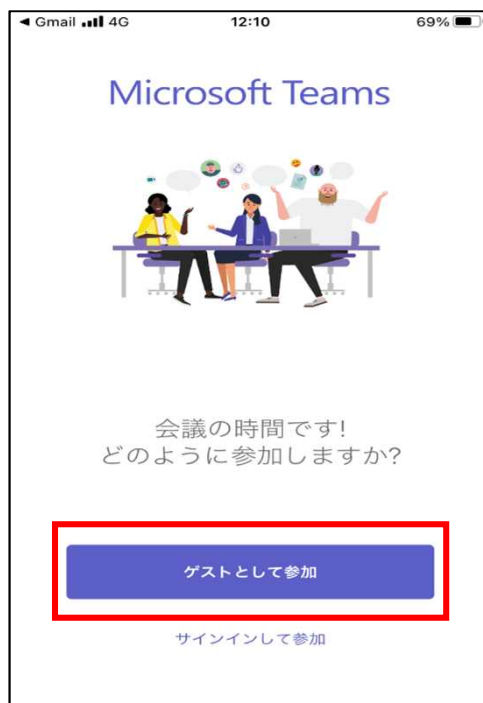 ◀ Gmail 4G 12:10 69%
Microsoft Teams
会議の時間です!
どのように参加しますか?
ゲストとして参加
サインインして参加